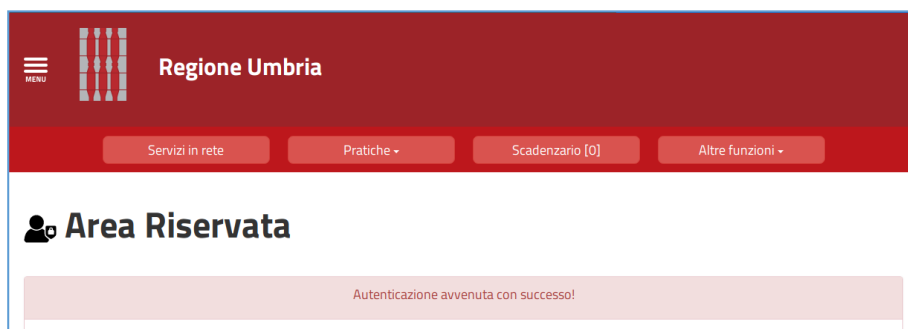 MENU
Regione Umbria
Servizi in rete
Pratiche
Scadenzario [0]
Altre funzioni
Area Riservata
Autenticazione avvenuta con successo!